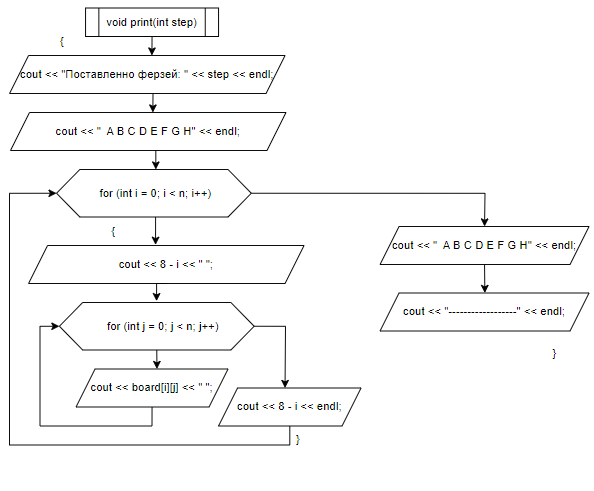 void print(int step)
{
cout << "Поставленно ферзей: " << step << endl;
cout << "  A B C D E F G H" << endl;
for (int i = 0; i < n; i++)
{
cout << 8 - i << " ";
for (int j = 0; j < n; j++)
cout << board[i][j] << " ";
cout << 8 - i << endl;
}
cout << "  A B C D E F G H" << endl;
cout << "------------------" << endl;
}